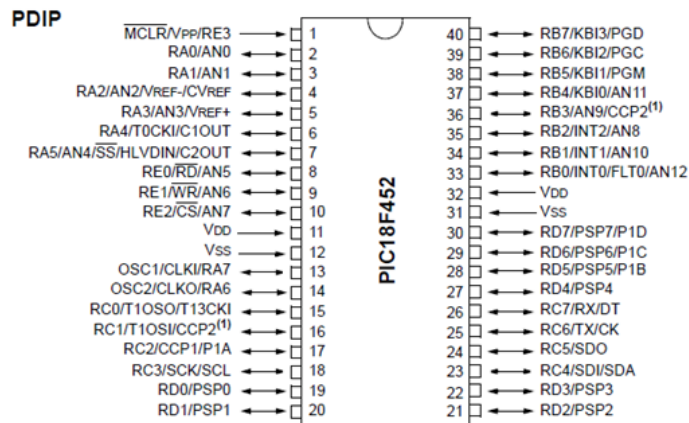 PDIP
MCLR/VPP/RE3 1 40 RB7/KBI3/PGD
RA0/AN0 2 39 RB6/KBI2/PGC
RA1/AN1 3 38 RB5/KBI1/PGM
RA2/AN2/VREF-/CVREF 4 37 RB4/KBI0/AN11
RA3/AN3/VREF+ 5 36 RB3/AN9/CCP2(1)
RA4/T0CKI/C1OUT 6 35 RB2/INT2/AN8
RA5/AN4/SS/HLVDIN/C2OUT 7 34 RB1/INT1/AN10
RE0/RD/AN5 8 33 RB0/INT0/FLT0/AN12
RE1/WR/AN6 9 32 VDD
RE2/CS/AN7 10 31 VSS
VDD 11 30 RD7/PSP7/P1D
VSS 12 29 RD6/PSP6/P1C
OSC1/CLKI/RA7 13 28 RD5/PSP5/P1B
OSC2/CLKO/RA6 14 27 RD4/PSP4
RC0/T1OSO/T13CKI 15 26 RC7/RX/DT
RC1/T1OSI/CCP2(1) 16 25 RC6/TX/CK
RC2/CCP1/P1A 17 24 RC5/SDO
RC3/SCK/SCL 18 23 RC4/SDI/SDA
RD0/PSP0 19 22 RD3/PSP3
RD1/PSP1 20 21 RD2/PSP2
PIC18F452